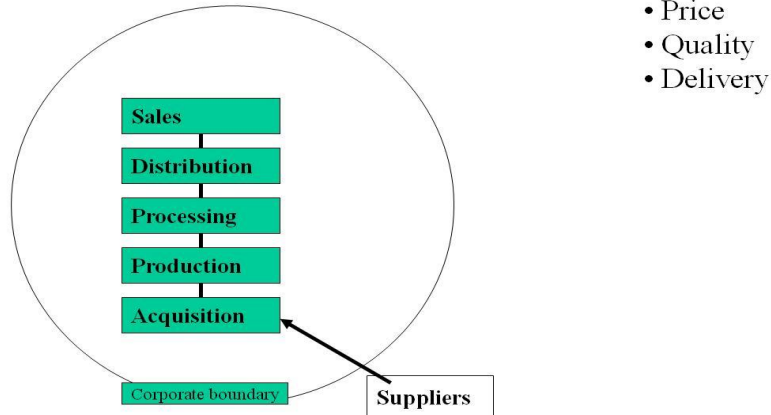 • Price
• Quality
• Delivery
Sales
Distribution
Processing
Production
Acquisition
Corporate boundary
Suppliers